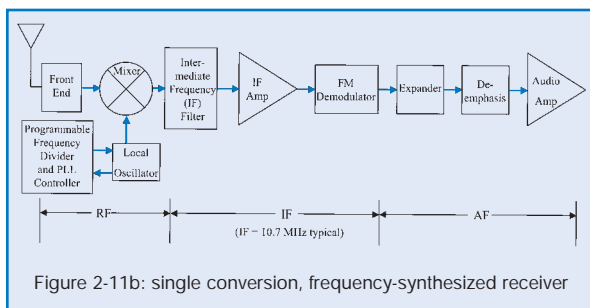 Front
End
Mixer
Inter-
mediate
Frequency
(IF)
Filter
IF
Amp
FM
Demodulator
Expander
De-
emphasis
Audio
Amp
Programmable
Frequency
Divider
and PLL
Controller
Local
Oscillator
RF
IF
(IF = 10.7 MHz typical)
AF
Figure 2-11b: single conversion, frequency-synthesized receiver